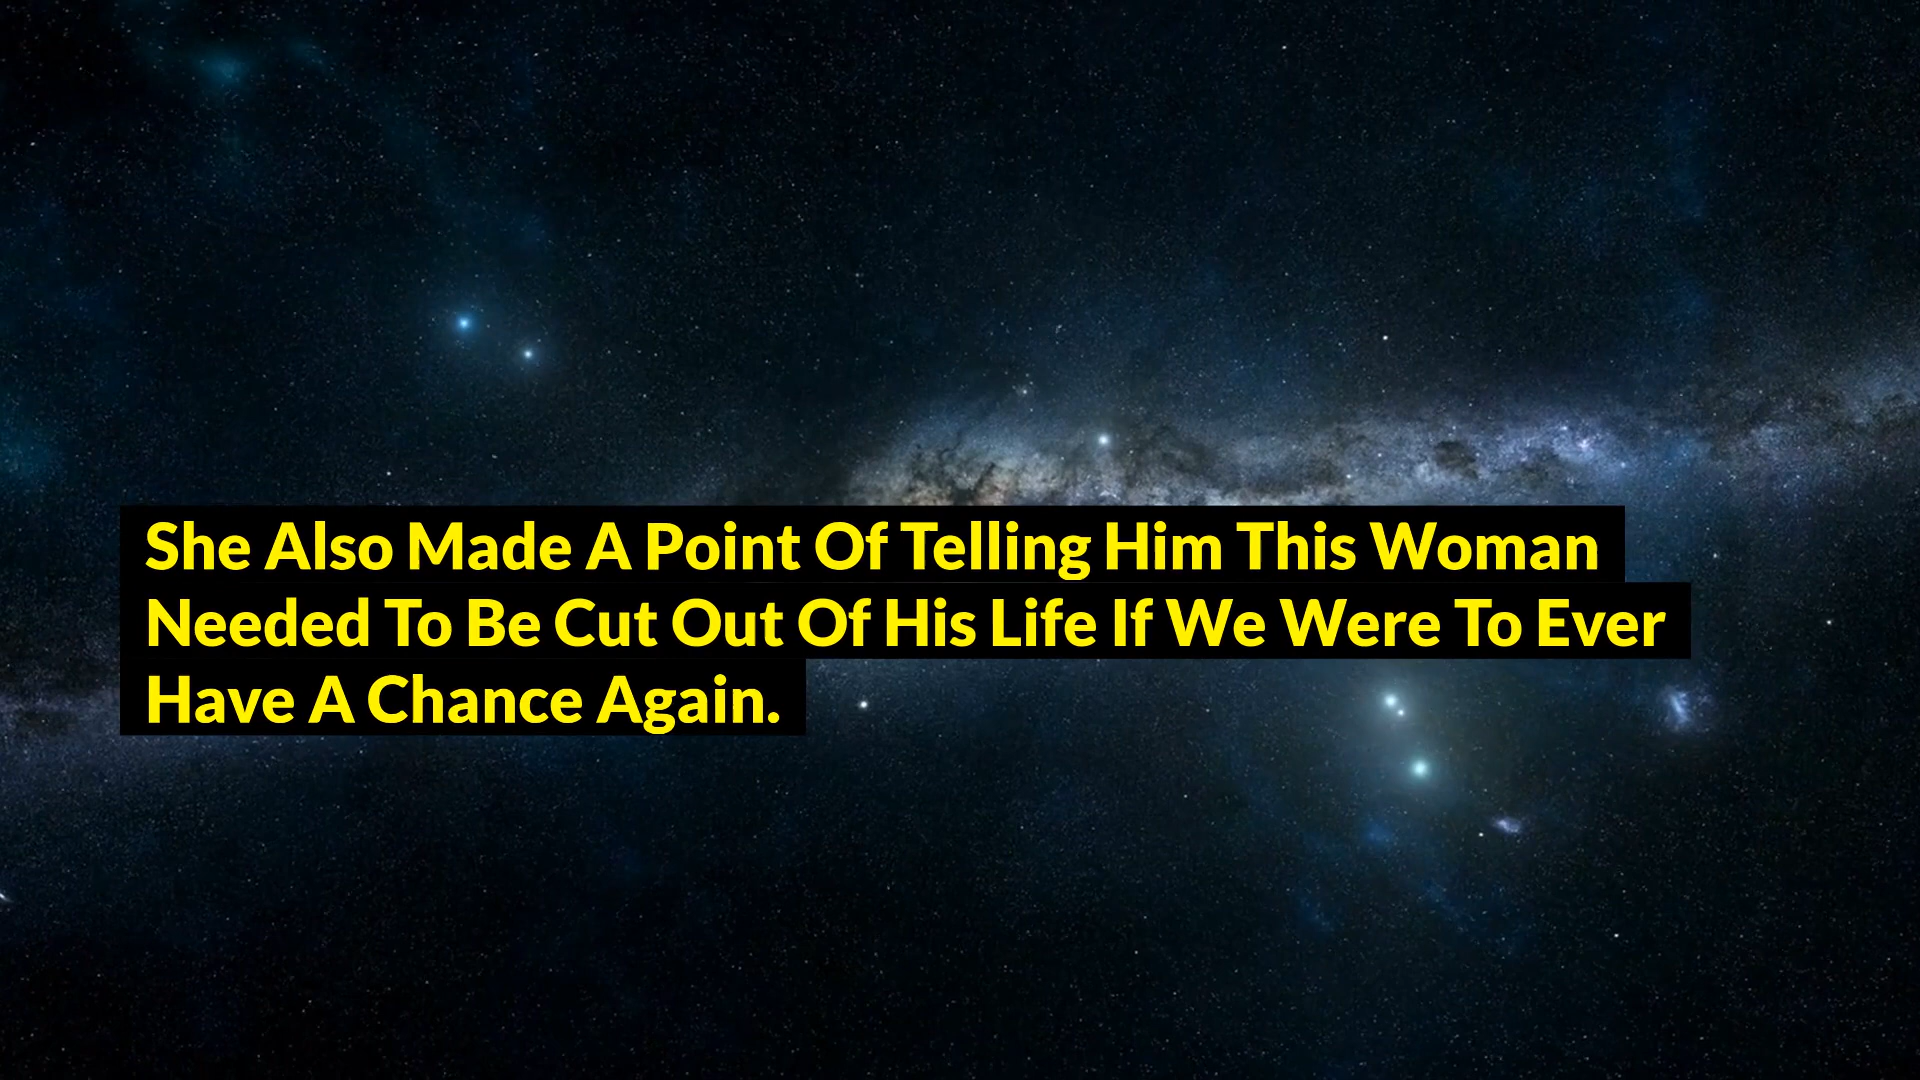 She Also Made A Point Of Telling Him This Woman
Needed To Be Cut Out Of His Life If We Were To Ever
Have A Chance Again.